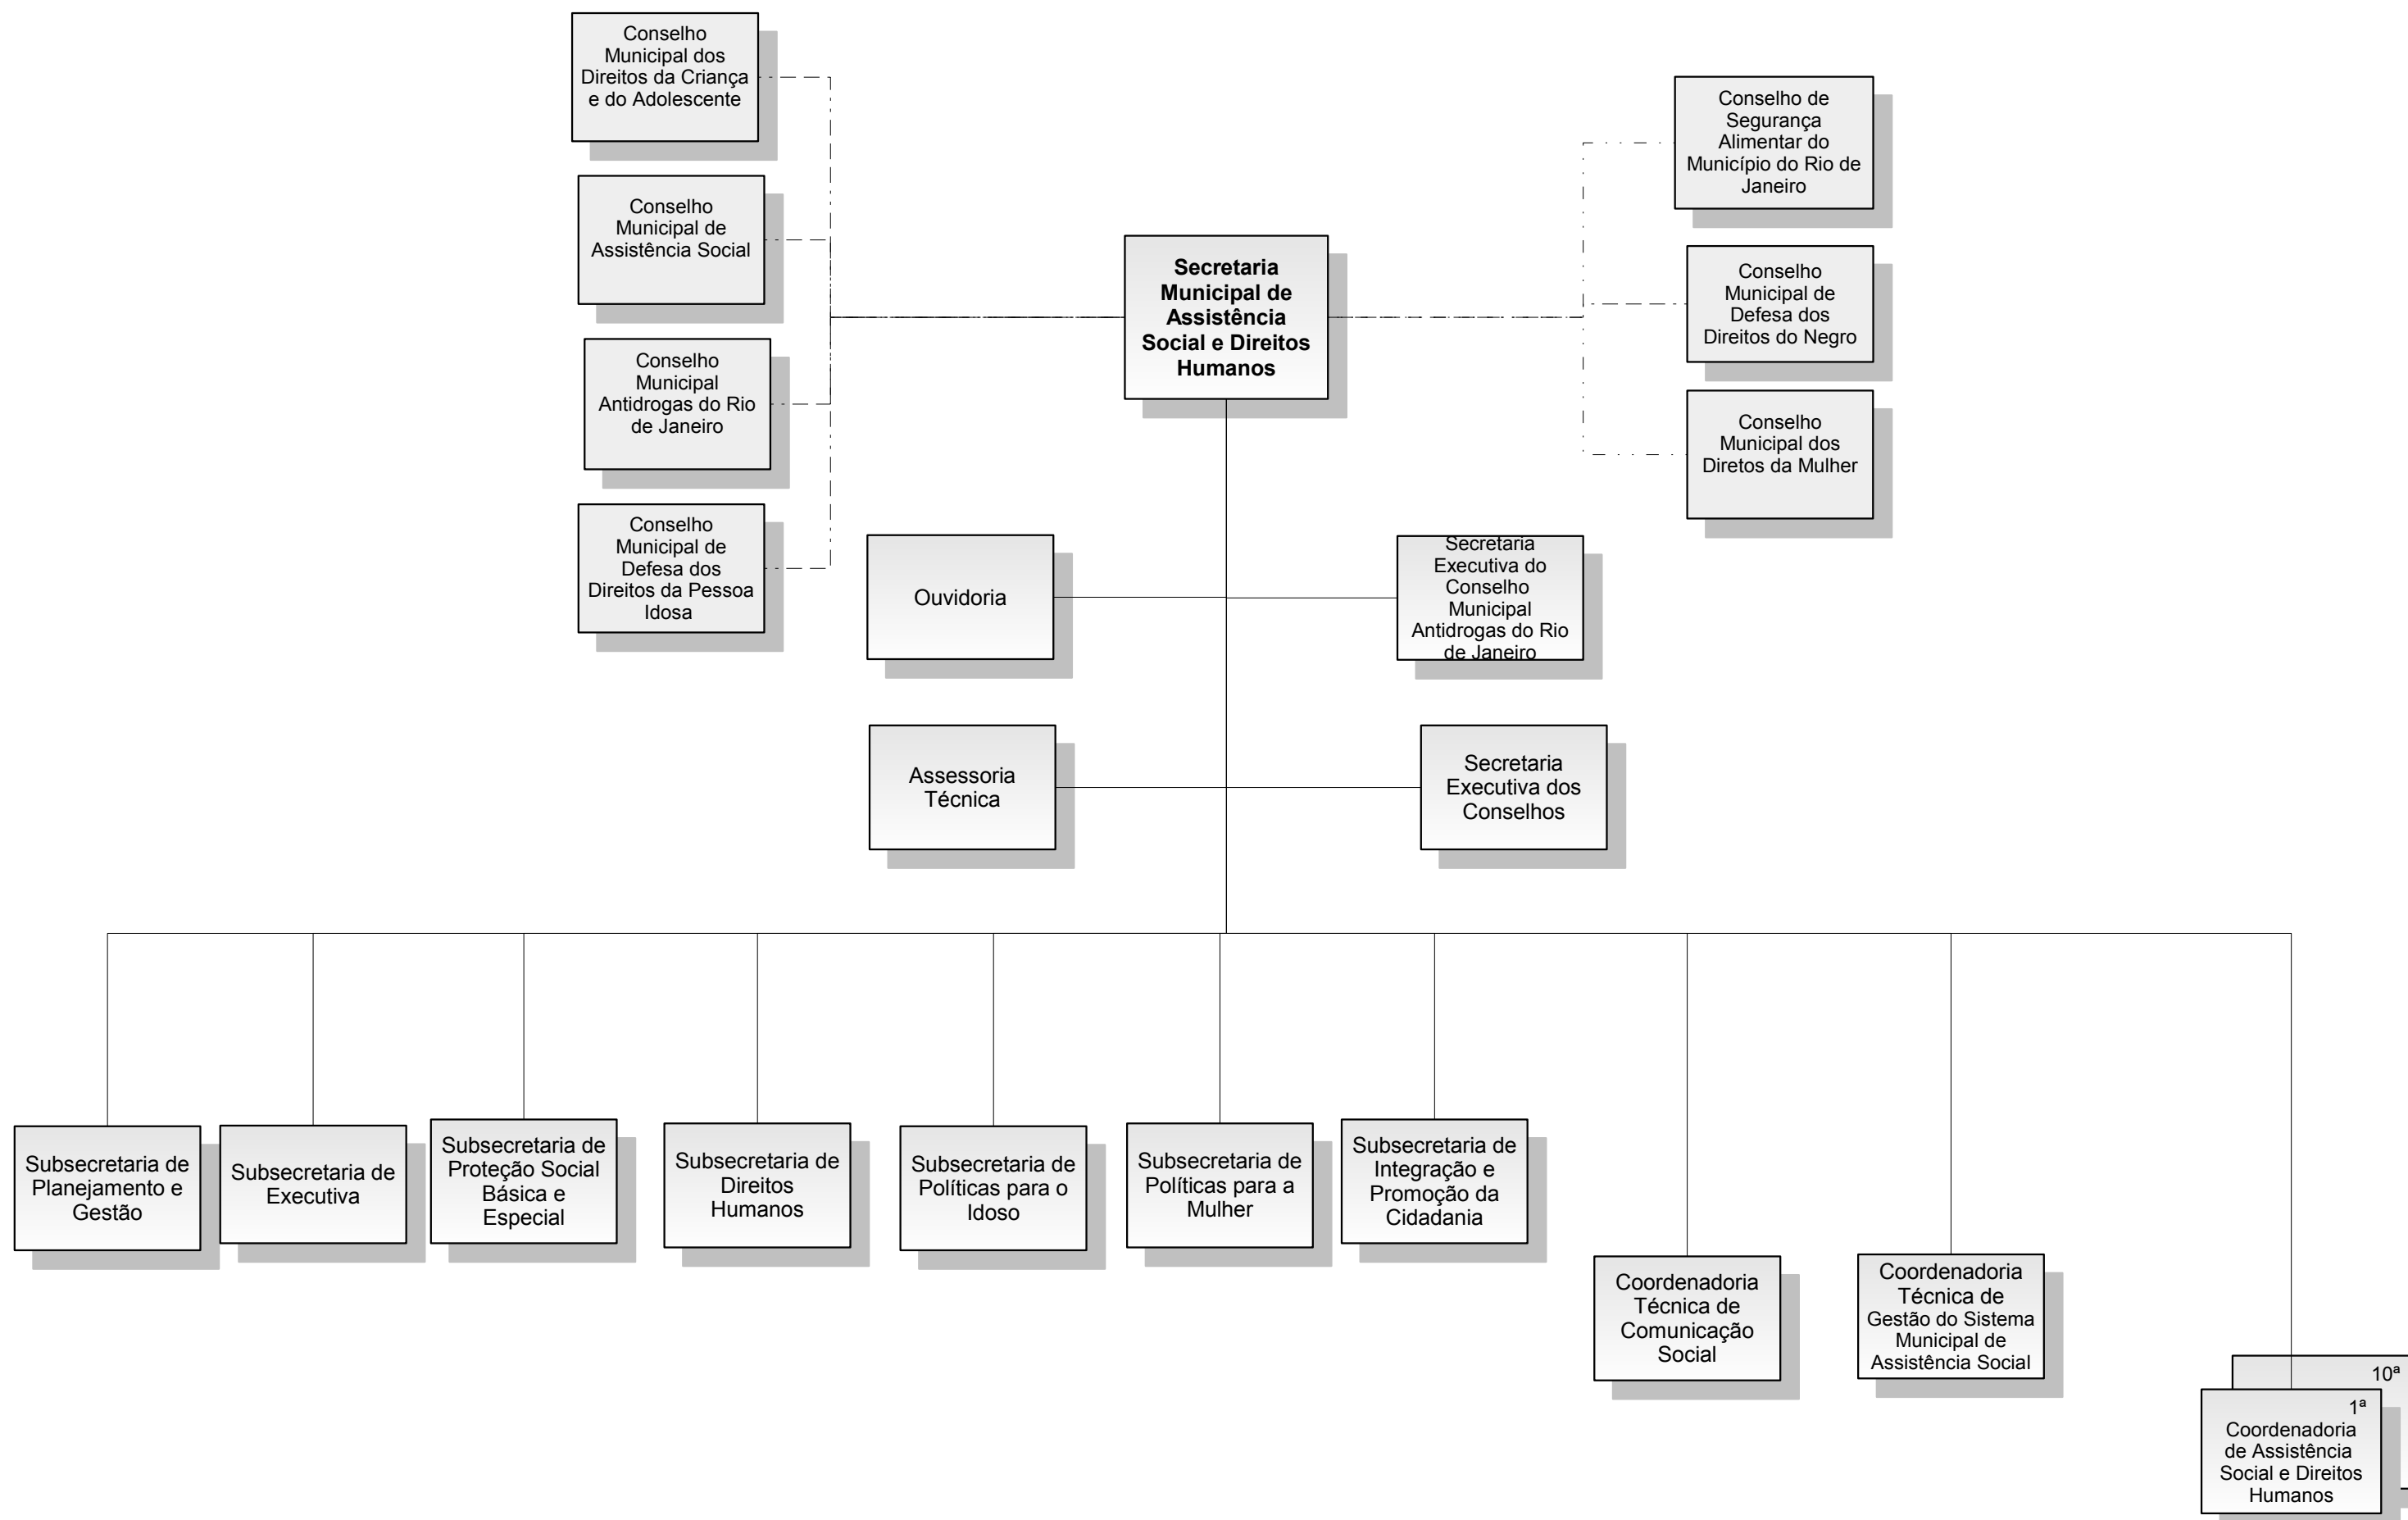 Conselho
Municipal dos
Direitos da Criança
e do Adolescente
Conselho de
Segurança
Alimentar do
Município do Rio de
Janeiro
Conselho
Municipal de
Assistência Social
Secretaria
Municipal de
Assistência
Social e Direitos
Humanos
Conselho
Municipal de
Defesa dos
Direitos do Negro
Conselho
Municipal
Antidrogas do Rio
de Janeiro
Conselho
Municipal dos
Diretos da Mulher
Conselho
Municipal de
Defesa dos
Direitos da Pessoa
Idosa
Ouvidoria
Secretaria
Executiva do
Conselho
Municipal
Antidrogas do Rio
de Janeiro
Assessoria
Técnica
Secretaria
Executiva dos
Conselhos
Subsecretaria de
Planejamento e
Gestão
Subsecretaria de
Executiva
Subsecretaria de
Proteção Social
Básica e
Especial
Subsecretaria de
Direitos
Humanos
Subsecretaria de
Políticas para o
Idoso
Subsecretaria de
Políticas para a
Mulher
Subsecretaria de
Integração e
Promoção da
Cidadania
Coordenadoria
Técnica de
Comunicação
Social
Coordenadoria
Técnica de
Gestão do Sistema
Municipal de
Assistência Social
10ª
1ª
Coordenadoria
de Assistência
Social e Direitos
Humanos